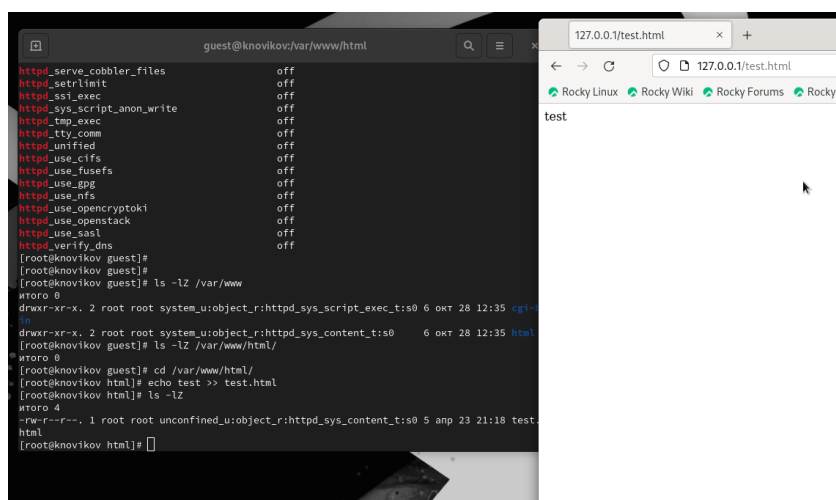 guest@knovikov:/var/www/html
httpd_serve_cobbler_files off
httpd_setrlimit off
httpd_ssi_exec off
httpd_sys_script_anon_write off
httpd_tmp_exec off
httpd_tty_comm off
httpd_unified off
httpd_use_cifs off
httpd_use_fusefs off
httpd_use_gpg off
httpd_use_nfs off
httpd_use_opencryptoki off
httpd_use_openstack off
httpd_use_sasl off
httpd_verify_dns off
[root@knovikov guest]#
[root@knovikov guest]#
[root@knovikov guest]# ls -lZ /var/www
итого 0
drwxr-xr-x. 2 root root system_u:object_r:httpd_sys_script_exec_t:s0 6 окт 28 12:35 cgi-b
in
drwxr-xr-x. 2 root root system_u:object_r:httpd_sys_content_t:s0 6 окт 28 12:35 html
[root@knovikov guest]# ls -lZ /var/www/html/
итого 0
[root@knovikov guest]# cd /var/www/html/
[root@knovikov html]# echo test >> test.html
[root@knovikov html]# ls -lZ
итого 4
-rw-r--r--. 1 root root unconfined_u:object_r:httpd_sys_content_t:s0 5 апр 23 21:18 test.
html
[root@knovikov html]#
127.0.0.1/test.html
127.0.0.1/test.html
Rocky Linux Rocky Wiki Rocky Forums Rocky
test